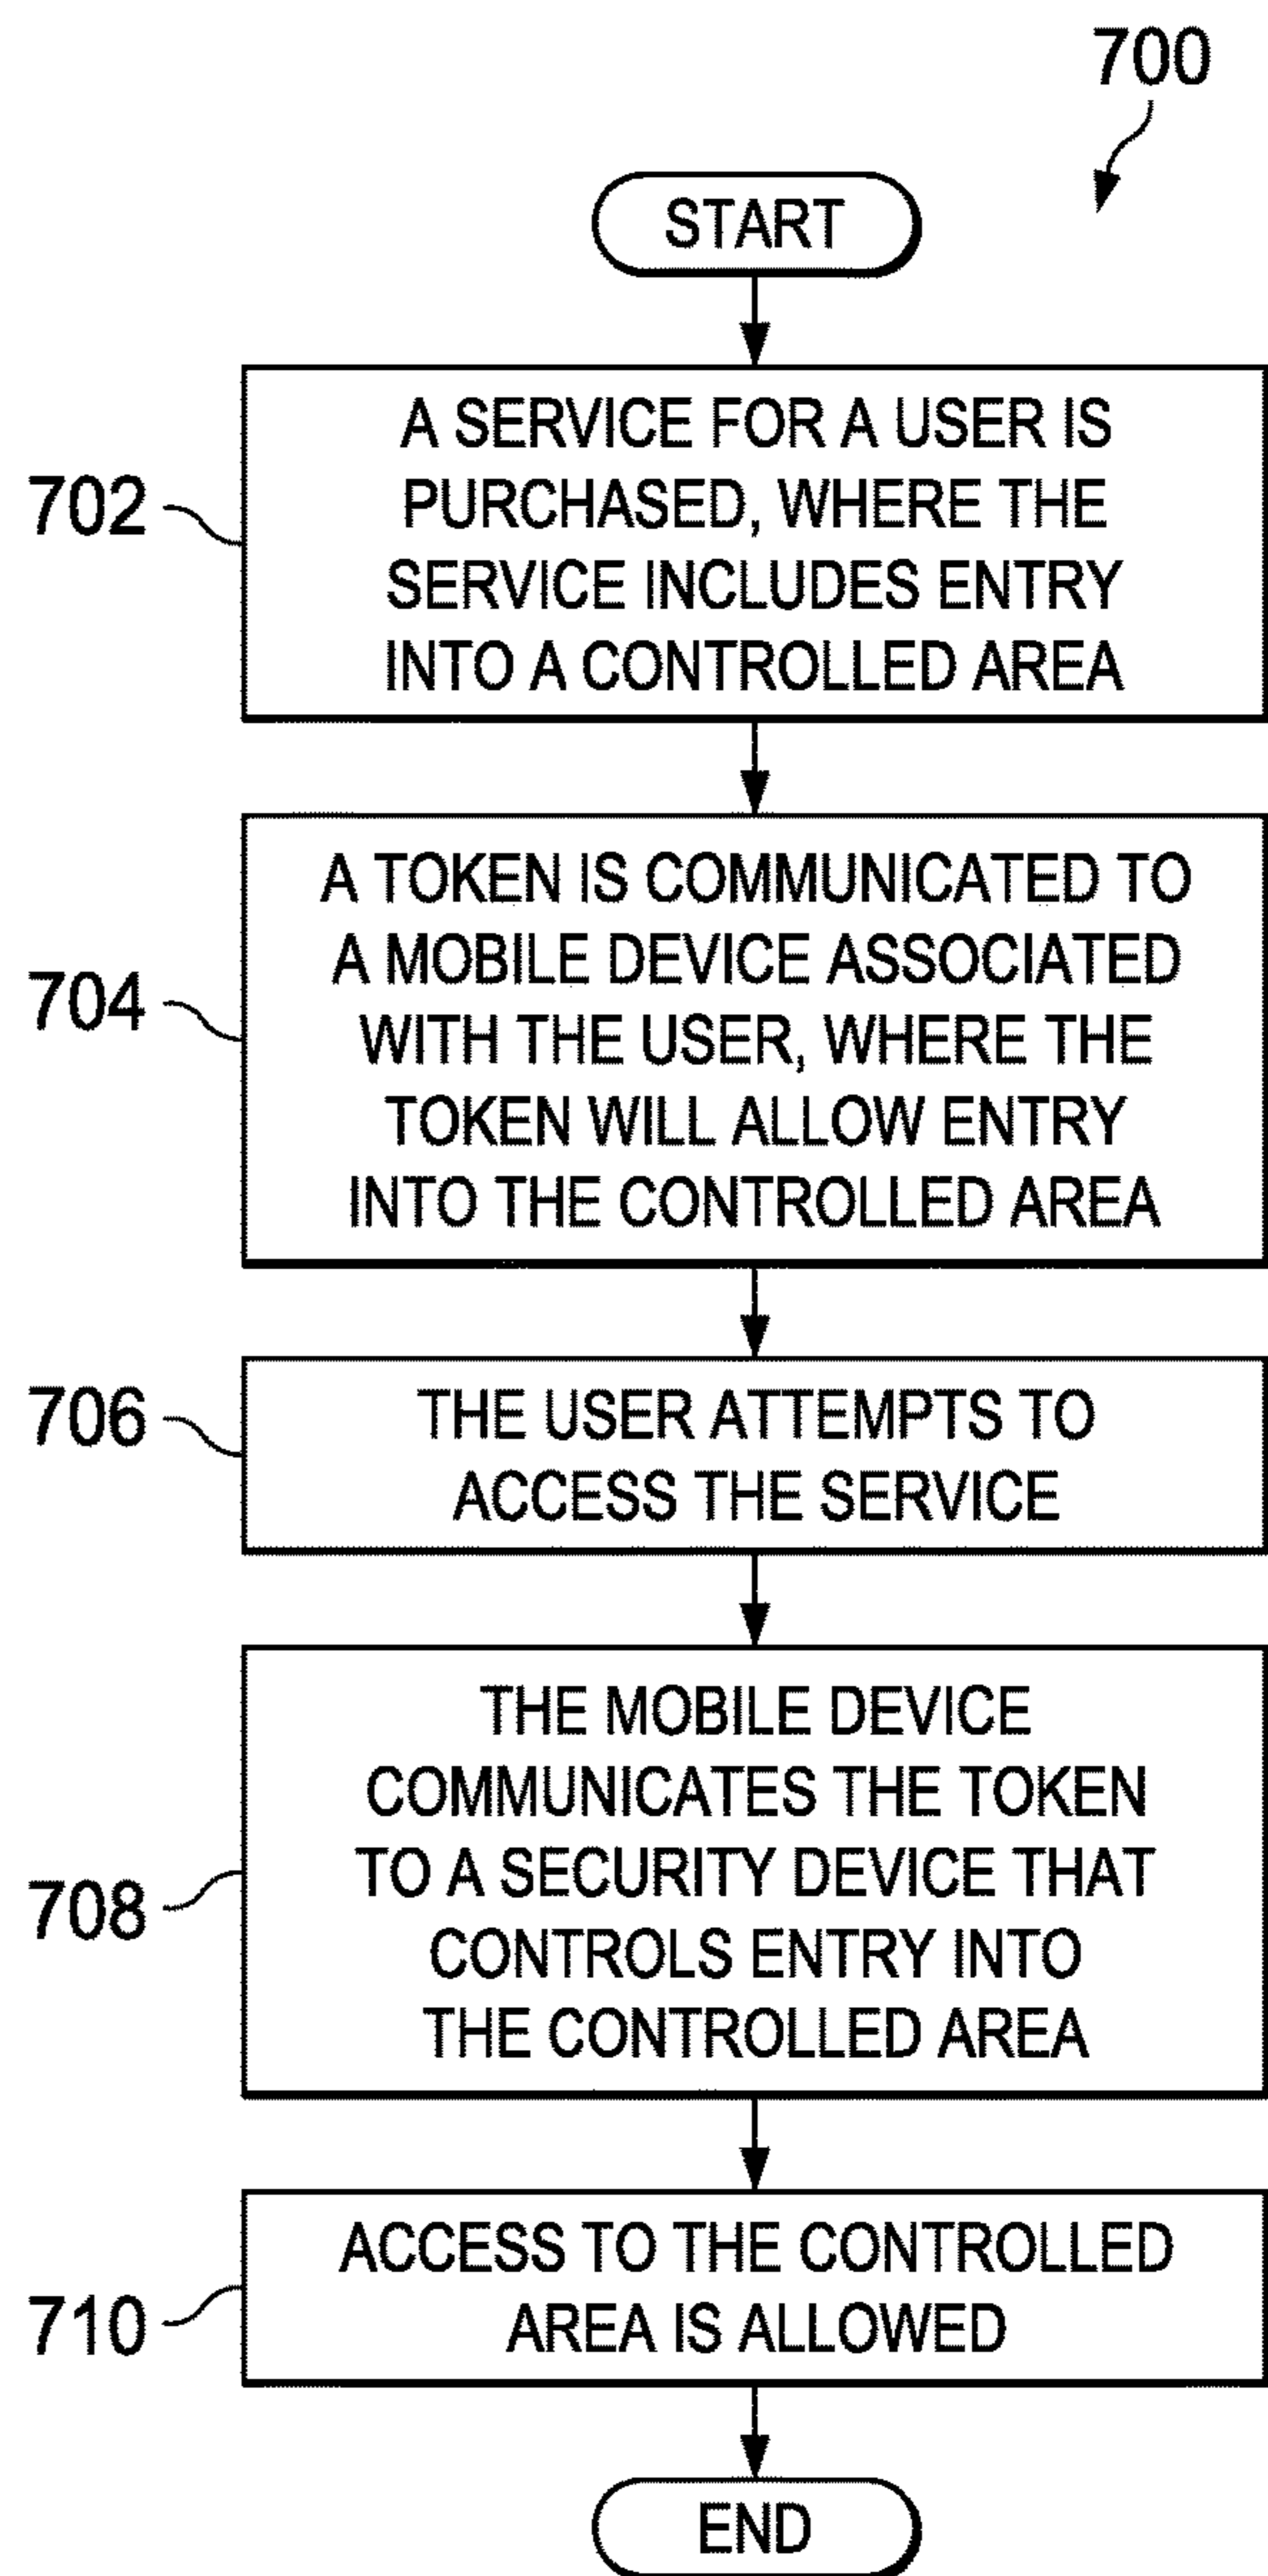 700
START
702
A SERVICE FOR A USER IS
PURCHASED, WHERE THE
SERVICE INCLUDES ENTRY
INTO A CONTROLLED AREA
704
A TOKEN IS COMMUNICATED TO
A MOBILE DEVICE ASSOCIATED
WITH THE USER, WHERE THE
TOKEN WILL ALLOW ENTRY
INTO THE CONTROLLED AREA
706
THE USER ATTEMPTS TO
ACCESS THE SERVICE
708
THE MOBILE DEVICE
COMMUNICATES THE TOKEN
TO A SECURITY DEVICE THAT
CONTROLS ENTRY INTO
THE CONTROLLED AREA
710
ACCESS TO THE CONTROLLED
AREA IS ALLOWED
END